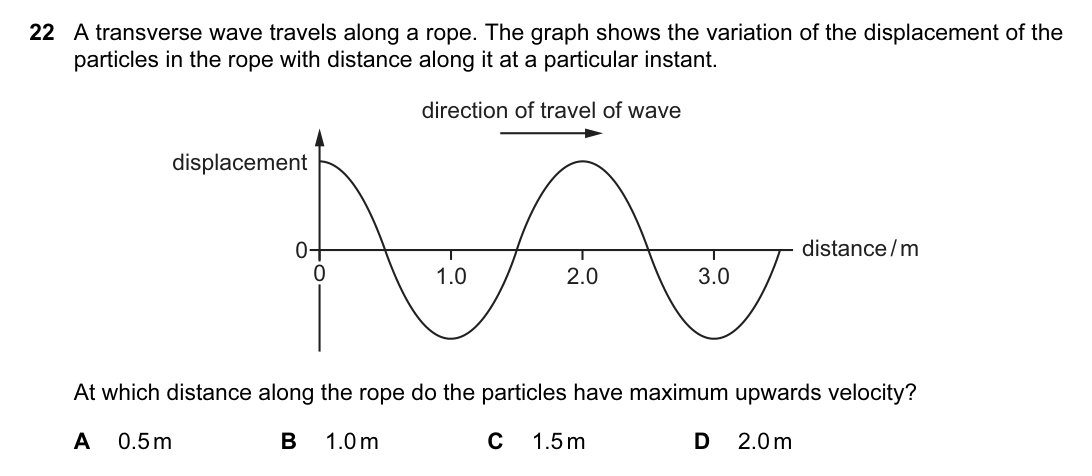 22 A transverse wave travels along a rope. The graph shows the variation of the displacement of the
particles in the rope with distance along it at a particular instant.
direction of travel of wave
displacement
0
distance / m
0 1.0 2.0 3.0
At which distance along the rope do the particles have maximum upwards velocity?
A 0.5 m B 1.0 m C 1.5 m D 2.0 m